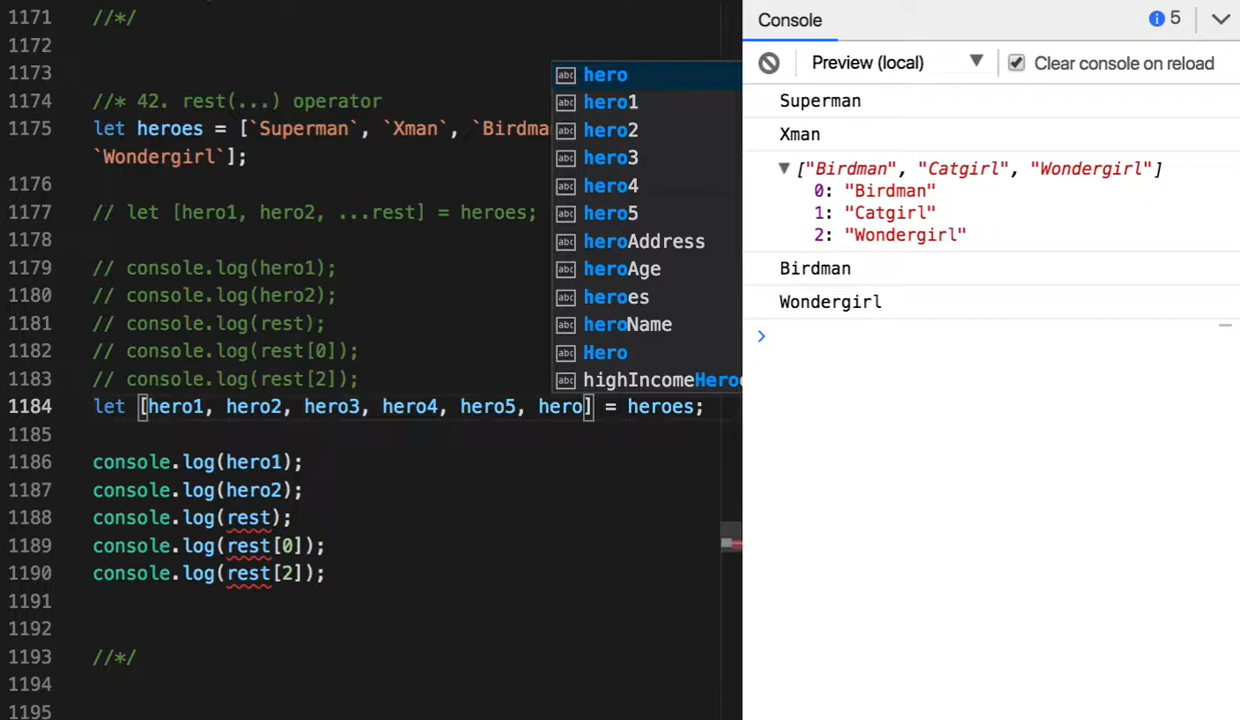 1171 //*/
1172
1173
1174 //* 42. rest(...) operator
1175 let heroes = [`Superman`, `Xman`, `Birdma
`Wondergirl`];
1176
1177 // let [hero1, hero2, ...rest] = heroes;
1178
1179 // console.log(hero1);
1180 // console.log(hero2);
1181 // console.log(rest);
1182 // console.log(rest[0]);
1183 // console.log(rest[2]);
1184 let [hero1, hero2, hero3, hero4, hero5, hero] = heroes;
1185
1186 console.log(hero1);
1187 console.log(hero2);
1188 console.log(rest);
1189 console.log(rest[0]);
1190 console.log(rest[2]);
1191
1192
1193 //*/
1194
1195
abc hero
abc hero1
abc hero2
abc hero3
abc hero4
abc hero5
abc heroAddress
abc heroAge
abc heroes
abc heroName
abc Hero
abc highIncomeHero
Console
5
Preview (local)
Clear console on reload
Superman
Xman
["Birdman", "Catgirl", "Wondergirl"]
0: "Birdman"
1: "Catgirl"
2: "Wondergirl"
Birdman
Wondergirl